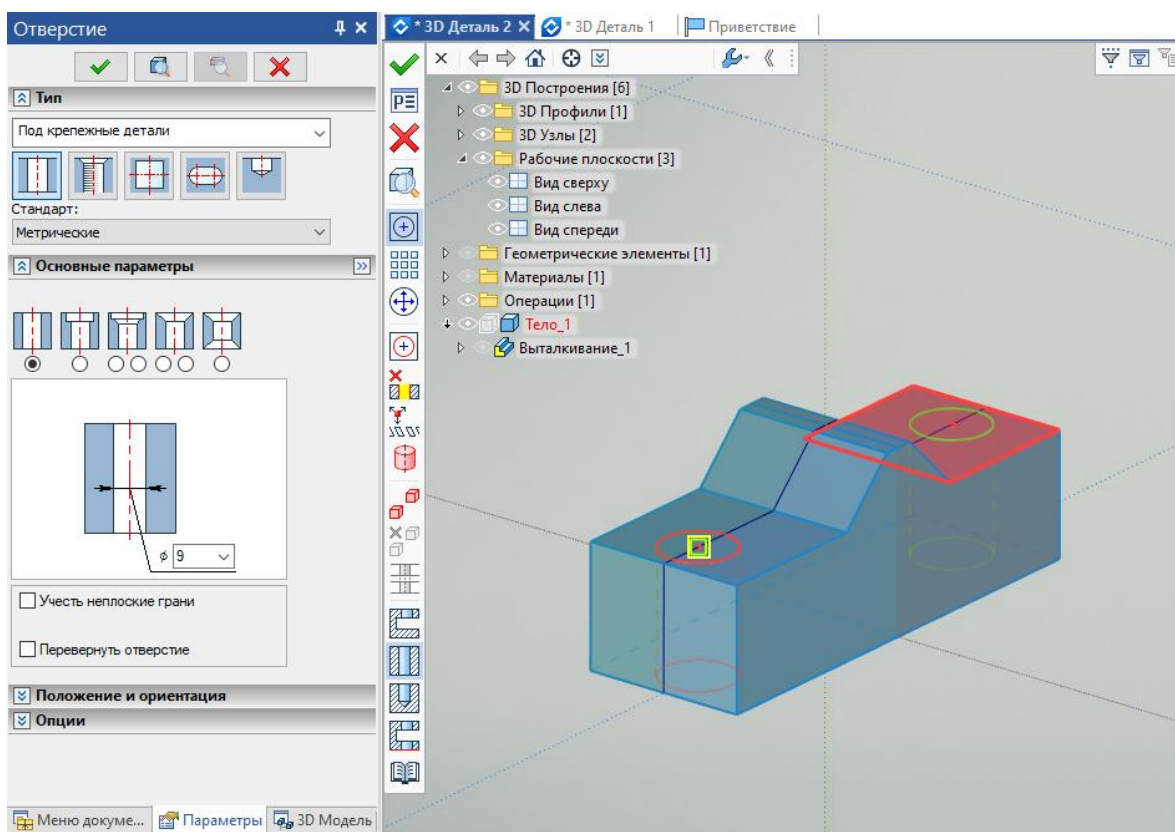 Отверстие
Тип
Под крепежные детали
Стандарт:
Метрические
Основные параметры
⌀ 9
Учесть неплоские грани
Перевернуть отверстие
Положение и ориентация
Опции
Меню докуме...
Параметры
3D Модель
* 3D Деталь 2
* 3D Деталь 1
Приветствие
3D Построения [6]
3D Профили [1]
3D Узлы [2]
Рабочие плоскости [3]
Вид сверху
Вид слева
Вид спереди
Геометрические элементы [1]
Материалы [1]
Операции [1]
Тело_1
Выталкивание_1